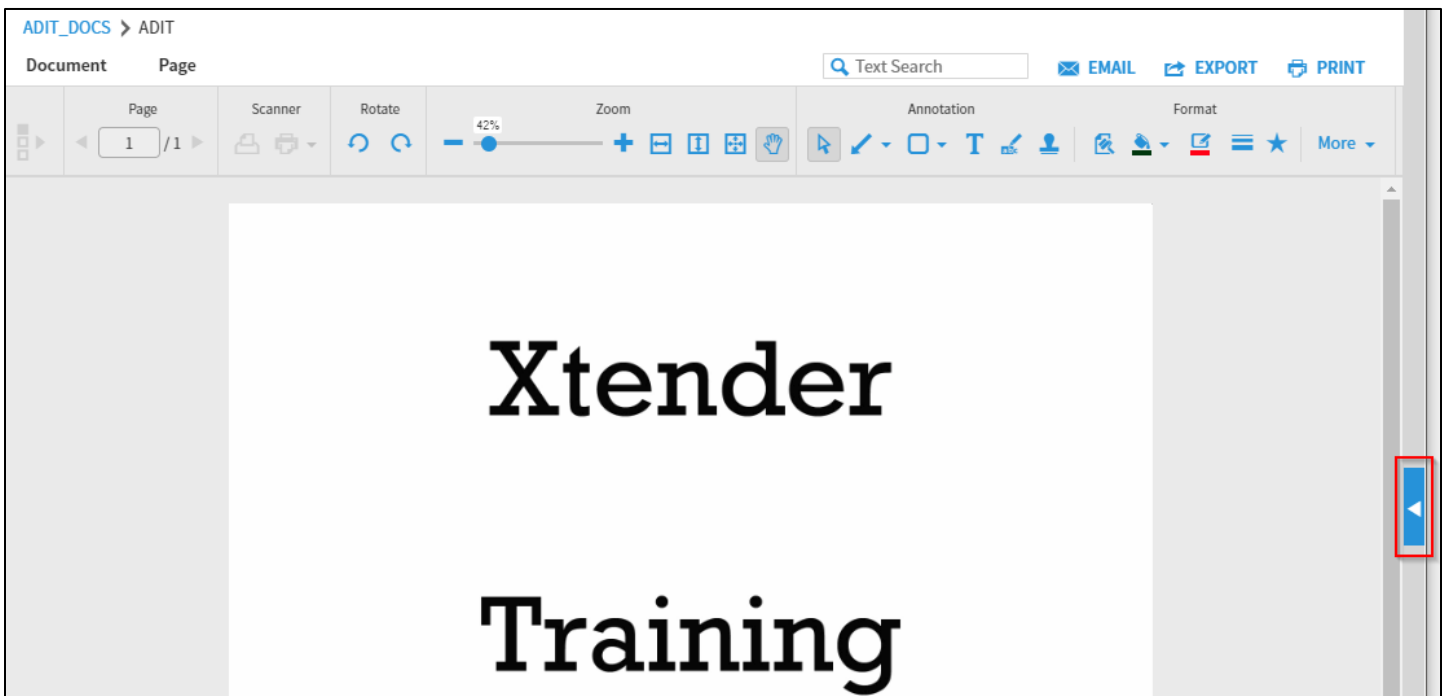 ADIT_DOCS > ADIT
Document Page Text Search EMAIL EXPORT PRINT
Page Scanner Rotate Zoom Annotation Format
42%
1 /1 T More
Xtender
Training